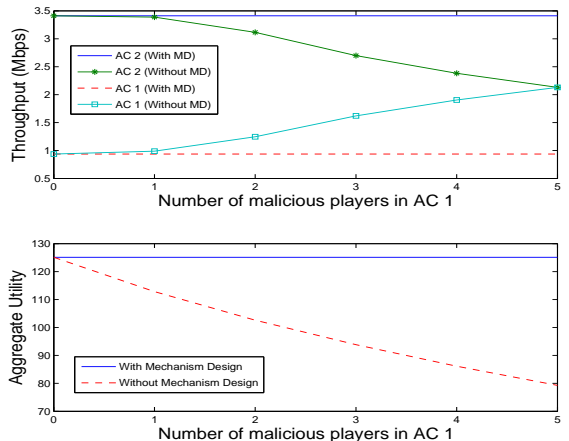 3.5
3
2.5
2
1.5
1
0.5
Throughput (Mbps)
AC 2 (With MD)
AC 2 (Without MD)
AC 1 (With MD)
AC 1 (Without MD)
0 1 2 3 4 5
Number of malicious players in AC 1
130
120
110
100
90
80
70
Aggregate Utility
With Mechanism Design
Without Mechanism Design
0 1 2 3 4 5
Number of malicious players in AC 1